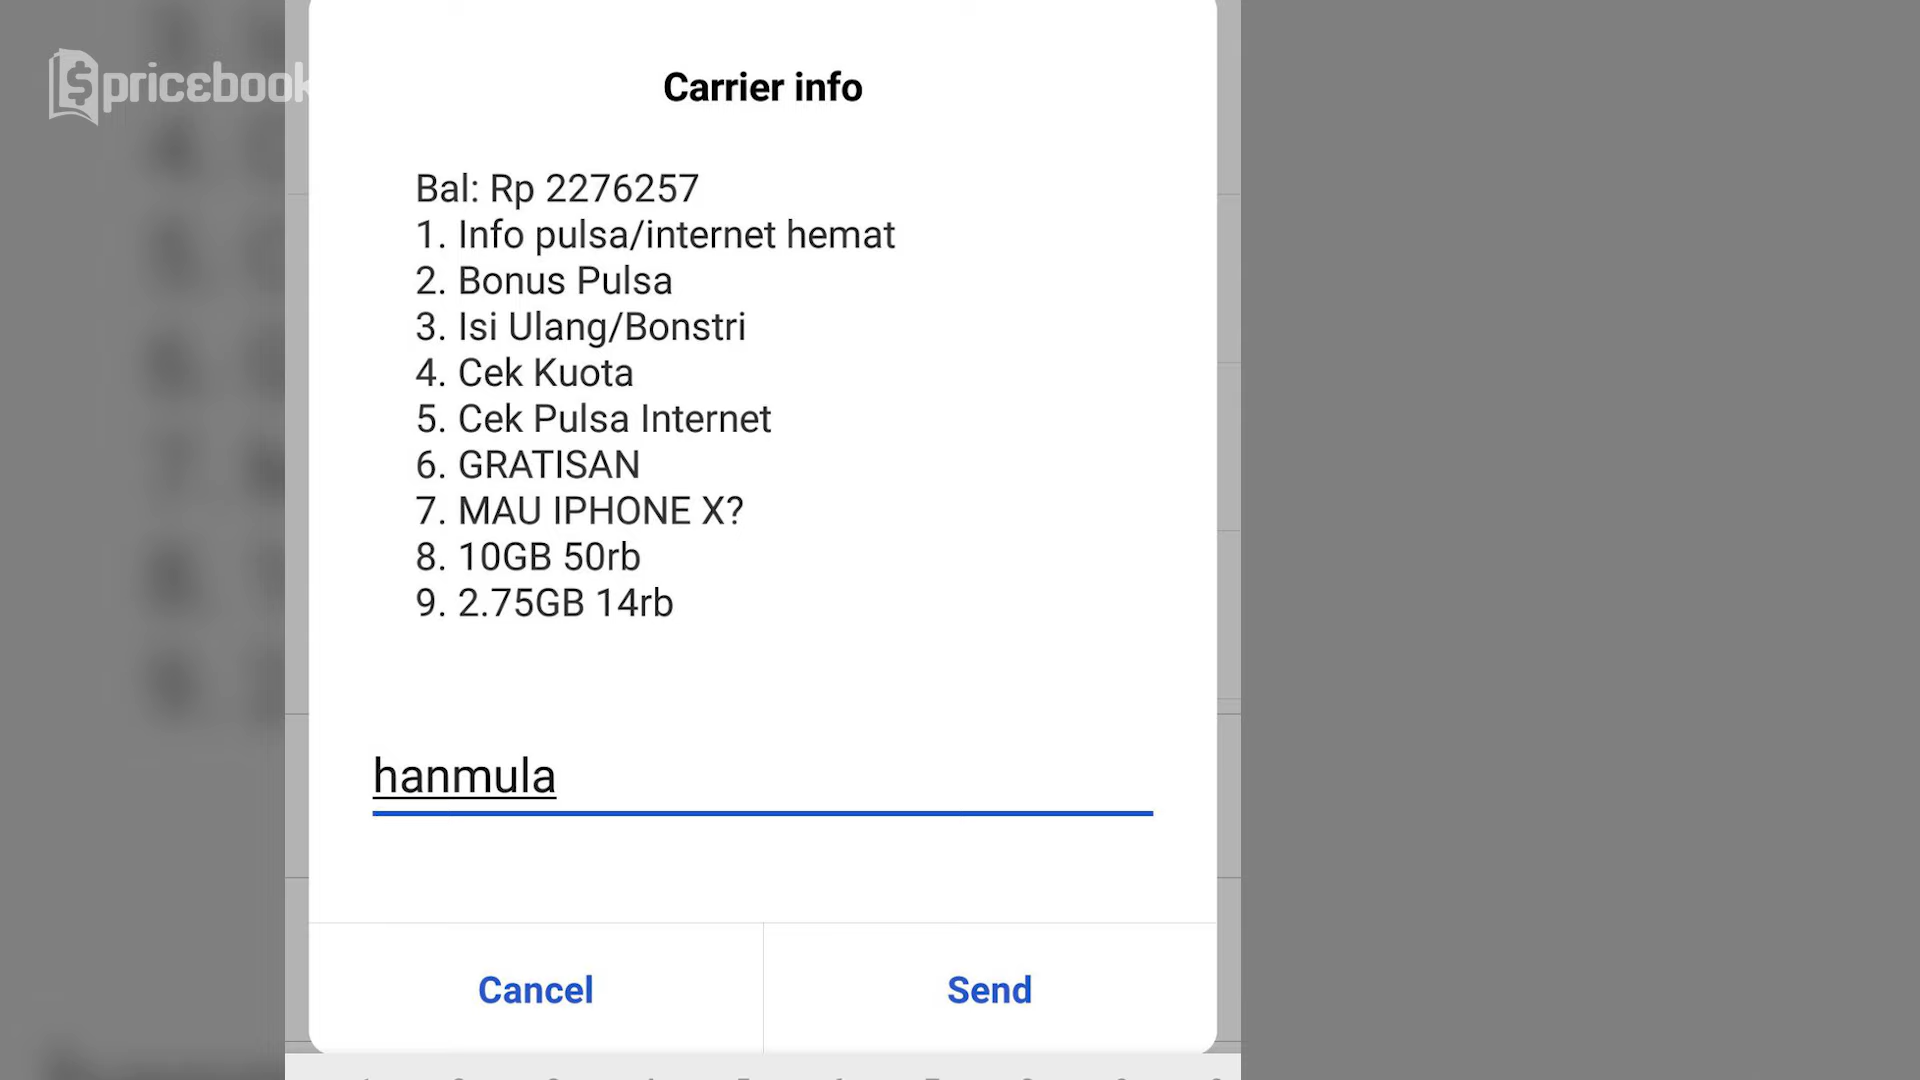 pricebook
Carrier info
Bal: Rp 2276257
1. Info pulsa/internet hemat
2. Bonus Pulsa
3. Isi Ulang/Bonstri
4. Cek Kuota
5. Cek Pulsa Internet
6. GRATISAN
7. MAU IPHONE X?
8. 10GB 50rb
9. 2.75GB 14rb
hanmula
Cancel
Send